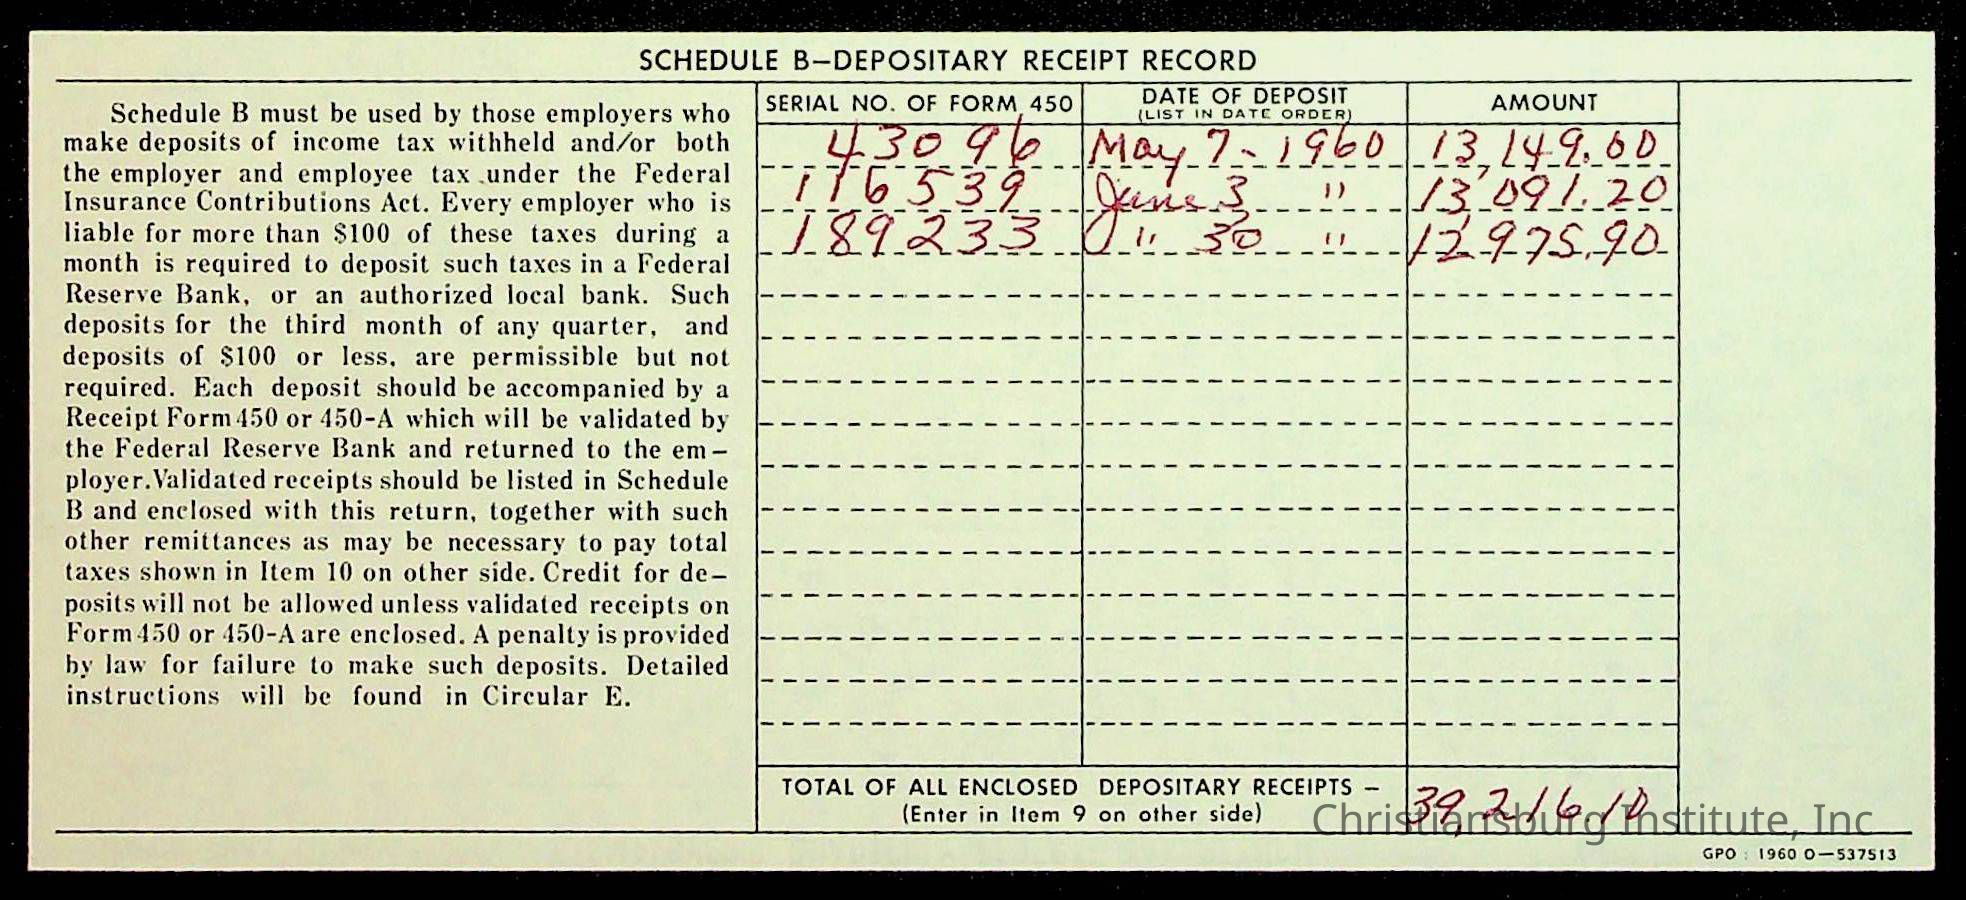 SCHEDULE B—DEPOSITARY RECEIPT RECORD
Schedule B must be used by those employers who
make deposits of income tax withheld and/or both
the employer and employee tax under the Federal
Insurance Contributions Act. Every employer who is
liable for more than $100 of these taxes during a
month is required to deposit such taxes in a Federal
Reserve Bank, or an authorized local bank. Such
deposits for the third month of any quarter, and
deposits of $100 or less, are permissible but not
required. Each deposit should be accompanied by a
Receipt Form 450 or 450-A which will be validated by
the Federal Reserve Bank and returned to the em-
ployer. Validated receipts should be listed in Schedule
B and enclosed with this return, together with such
other remittances as may be necessary to pay total
taxes shown in Item 10 on other side. Credit for de-
posits will not be allowed unless validated receipts on
Form 450 or 450-A are enclosed. A penalty is provided
by law for failure to make such deposits. Detailed
instructions will be found in Circular E.
SERIAL NO. OF FORM 450 DATE OF DEPOSIT (LIST IN DATE ORDER) AMOUNT
43096 May 7-1960 13,149.00
116539 June 3 " 13,091.20
189233 " 30 " 12,975.90
TOTAL OF ALL ENCLOSED DEPOSITARY RECEIPTS —
(Enter in Item 9 on other side) 39,216.10
Christiansburg Institute, Inc
GPO : 1960 O—537513